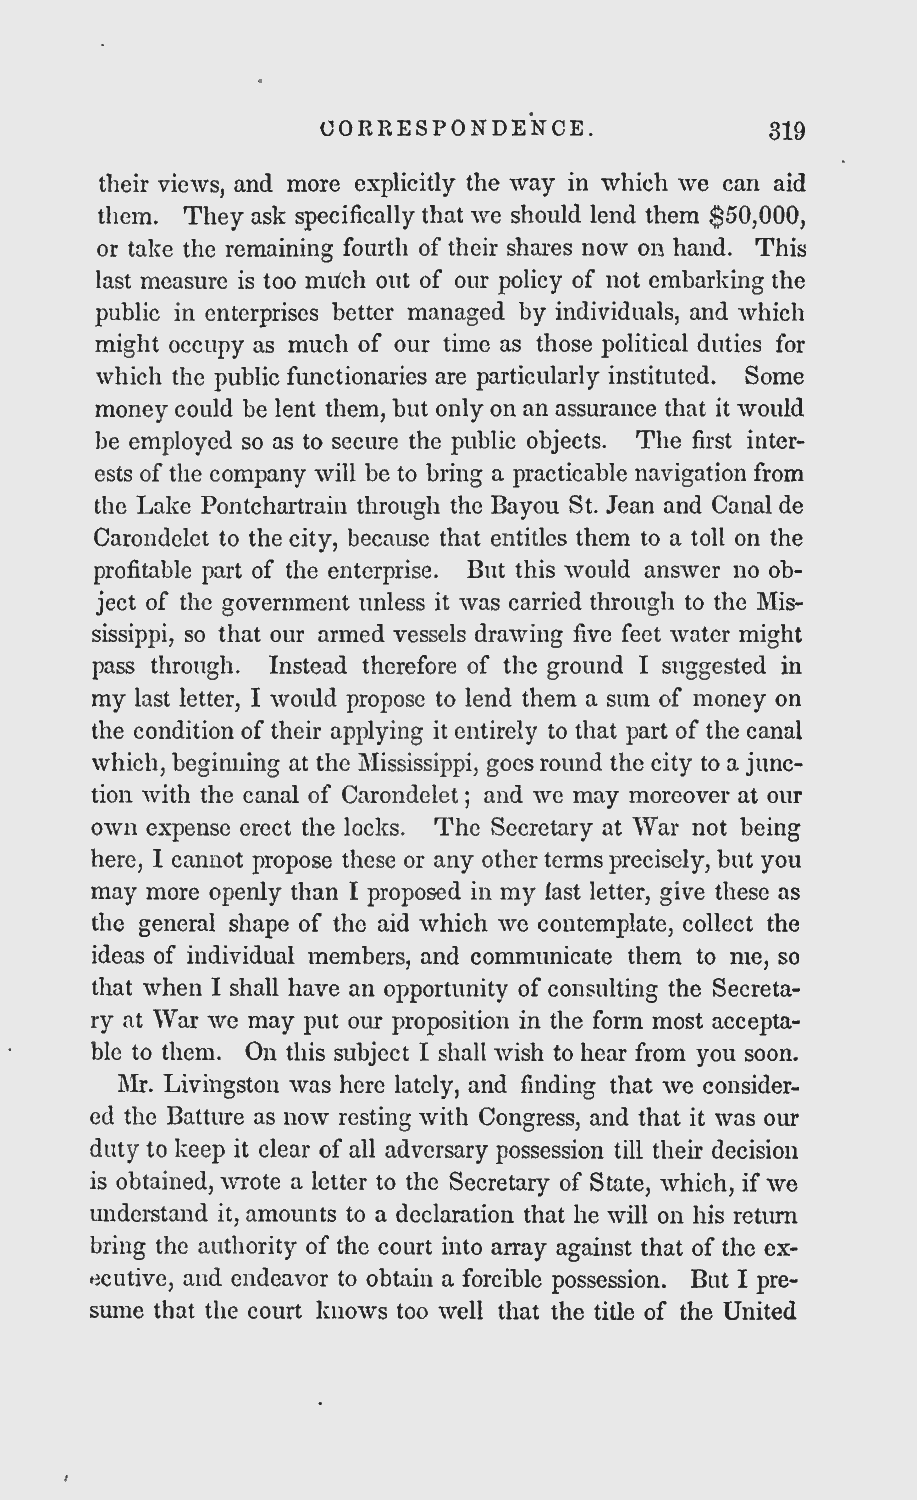 CORRESPONDENCE. 319
their views, and more explicitly the way in which we can aid
them. They ask specifically that we should lend them $50,000,
or take the remaining fourth of their shares now on hand. This
last measure is too much out of our policy of not embarking the
public in enterprises better managed by individuals, and which
might occupy as much of our time as those political duties for
which the public functionaries are particularly instituted. Some
money could be lent them, but only on an assurance that it would
be employed so as to secure the public objects. The first inter-
ests of the company will be to bring a practicable navigation from
the Lake Pontchartrain through the Bayou St. Jean and Canal de
Carondelet to the city, because that entitles them to a toll on the
profitable part of the enterprise. But this would answer no ob-
ject of the government unless it was carried through to the Mis-
sissippi, so that our armed vessels drawing five feet water might
pass through. Instead therefore of the ground I suggested in
my last letter, I would propose to lend them a sum of money on
the condition of their applying it entirely to that part of the canal
which, beginning at the Mississippi, goes round the city to a junc-
tion with the canal of Carondelet; and we may moreover at our
own expense erect the locks. The Secretary at War not being
here, I cannot propose these or any other terms precisely, but you
may more openly than I proposed in my last letter, give these as
the general shape of the aid which we contemplate, collect the
ideas of individual members, and communicate them to me, so
that when I shall have an opportunity of consulting the Secreta-
ry at War we may put our proposition in the form most accepta-
ble to them. On this subject I shall wish to hear from you soon.
Mr. Livingston was here lately, and finding that we consider-
ed the Batture as now resting with Congress, and that it was our
duty to keep it clear of all adversary possession till their decision
is obtained, wrote a letter to the Secretary of State, which, if we
understand it, amounts to a declaration that he will on his return
bring the authority of the court into array against that of the ex-
ecutive, and endeavor to obtain a forcible possession. But I pre-
sume that the court knows too well that the title of the United